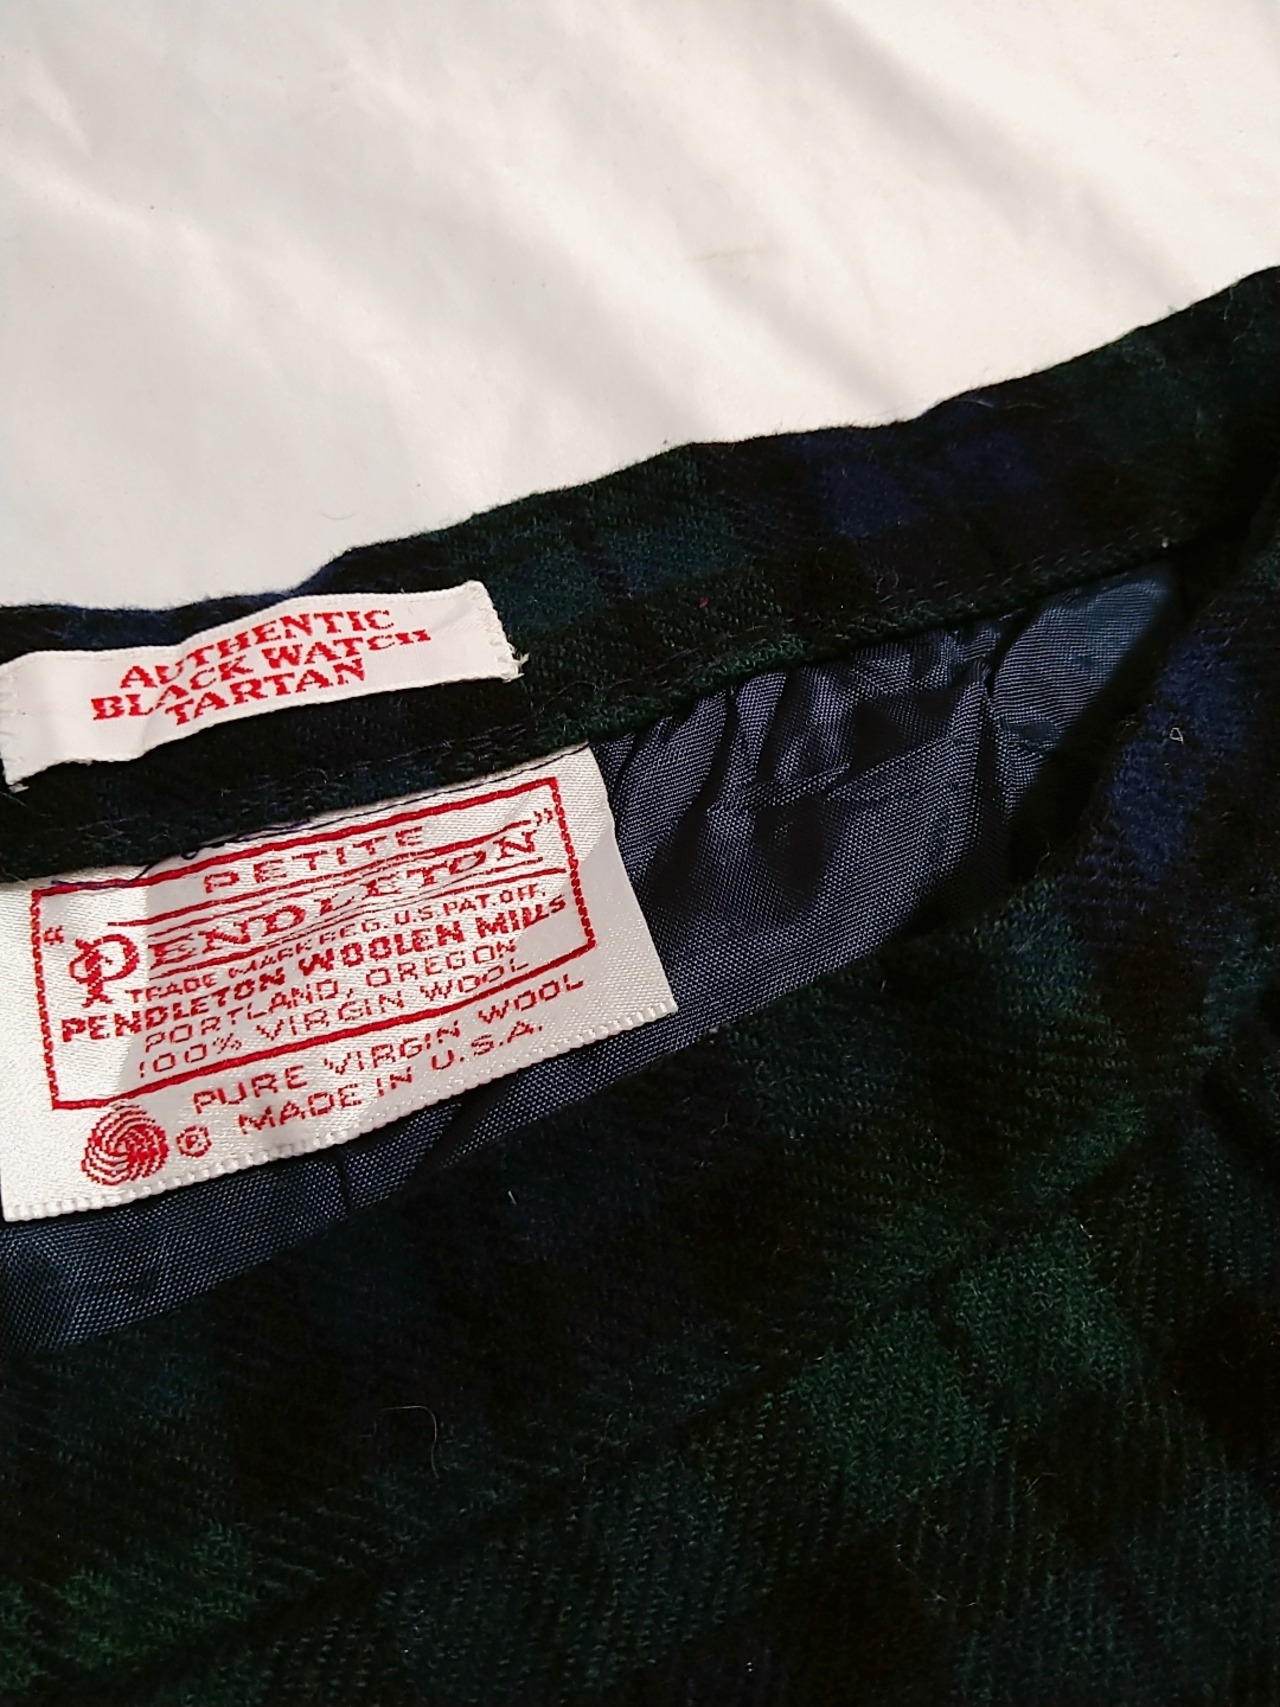 AUTHENTIC
BLACK WATCH
TARTAN
PETITE
"PENDLETON"
TRADE MARK REG. U.S. PAT. OFF.
PENDLETON WOOLEN MILLS
PORTLAND, OREGON
100% VIRGIN WOOL
PURE VIRGIN WOOL
® MADE IN U.S.A.